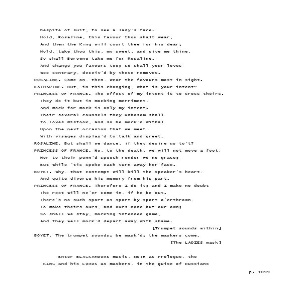 Despite of suit, to see a lady's face.
Hold, Rosaline, this favour thou shalt wear,
And then the King will court thee for his dear;
Hold, take thou this, my sweet, and give me thine,
So shall Berowne take me for Rosaline.
And change you favours too; so shall your loves
Woo contrary, deceiv'd by these removes.
ROSALINE. Come on, then, wear the favours most in sight.
KATHARINE. But, in this changing, what is your intent?
PRINCESS OF FRANCE. The effect of my intent is to cross theirs.
They do it but in mocking merriment,
And mock for mock is only my intent.
Their several counsels they unbosom shall
To loves mistook, and so be mock'd withal
Upon the next occasion that we meet
With visages display'd to talk and greet.
ROSALINE. But shall we dance, if they desire us to't?
PRINCESS OF FRANCE. No, to the death, we will not move a foot,
Nor to their penn'd speech render we no grace;
But while 'tis spoke each turn away her face.
BOYET. Why, that contempt will kill the speaker's heart,
And quite divorce his memory from his part.
PRINCESS OF FRANCE. Therefore I do it; and I make no doubt
The rest will ne'er come in, if he be out.
There's no such sport as sport by sport o'erthrown,
To make theirs ours, and ours none but our own;
So shall we stay, mocking intended game,
And they well mock'd depart away with shame.
[Trumpet sounds within]
BOYET. The trumpet sounds; be mask'd; the maskers come.
[The LADIES mask]
Enter BLACKAMOORS music, MOTH as Prologue, the
KING and his LORDS as maskers, in the guise of Russians